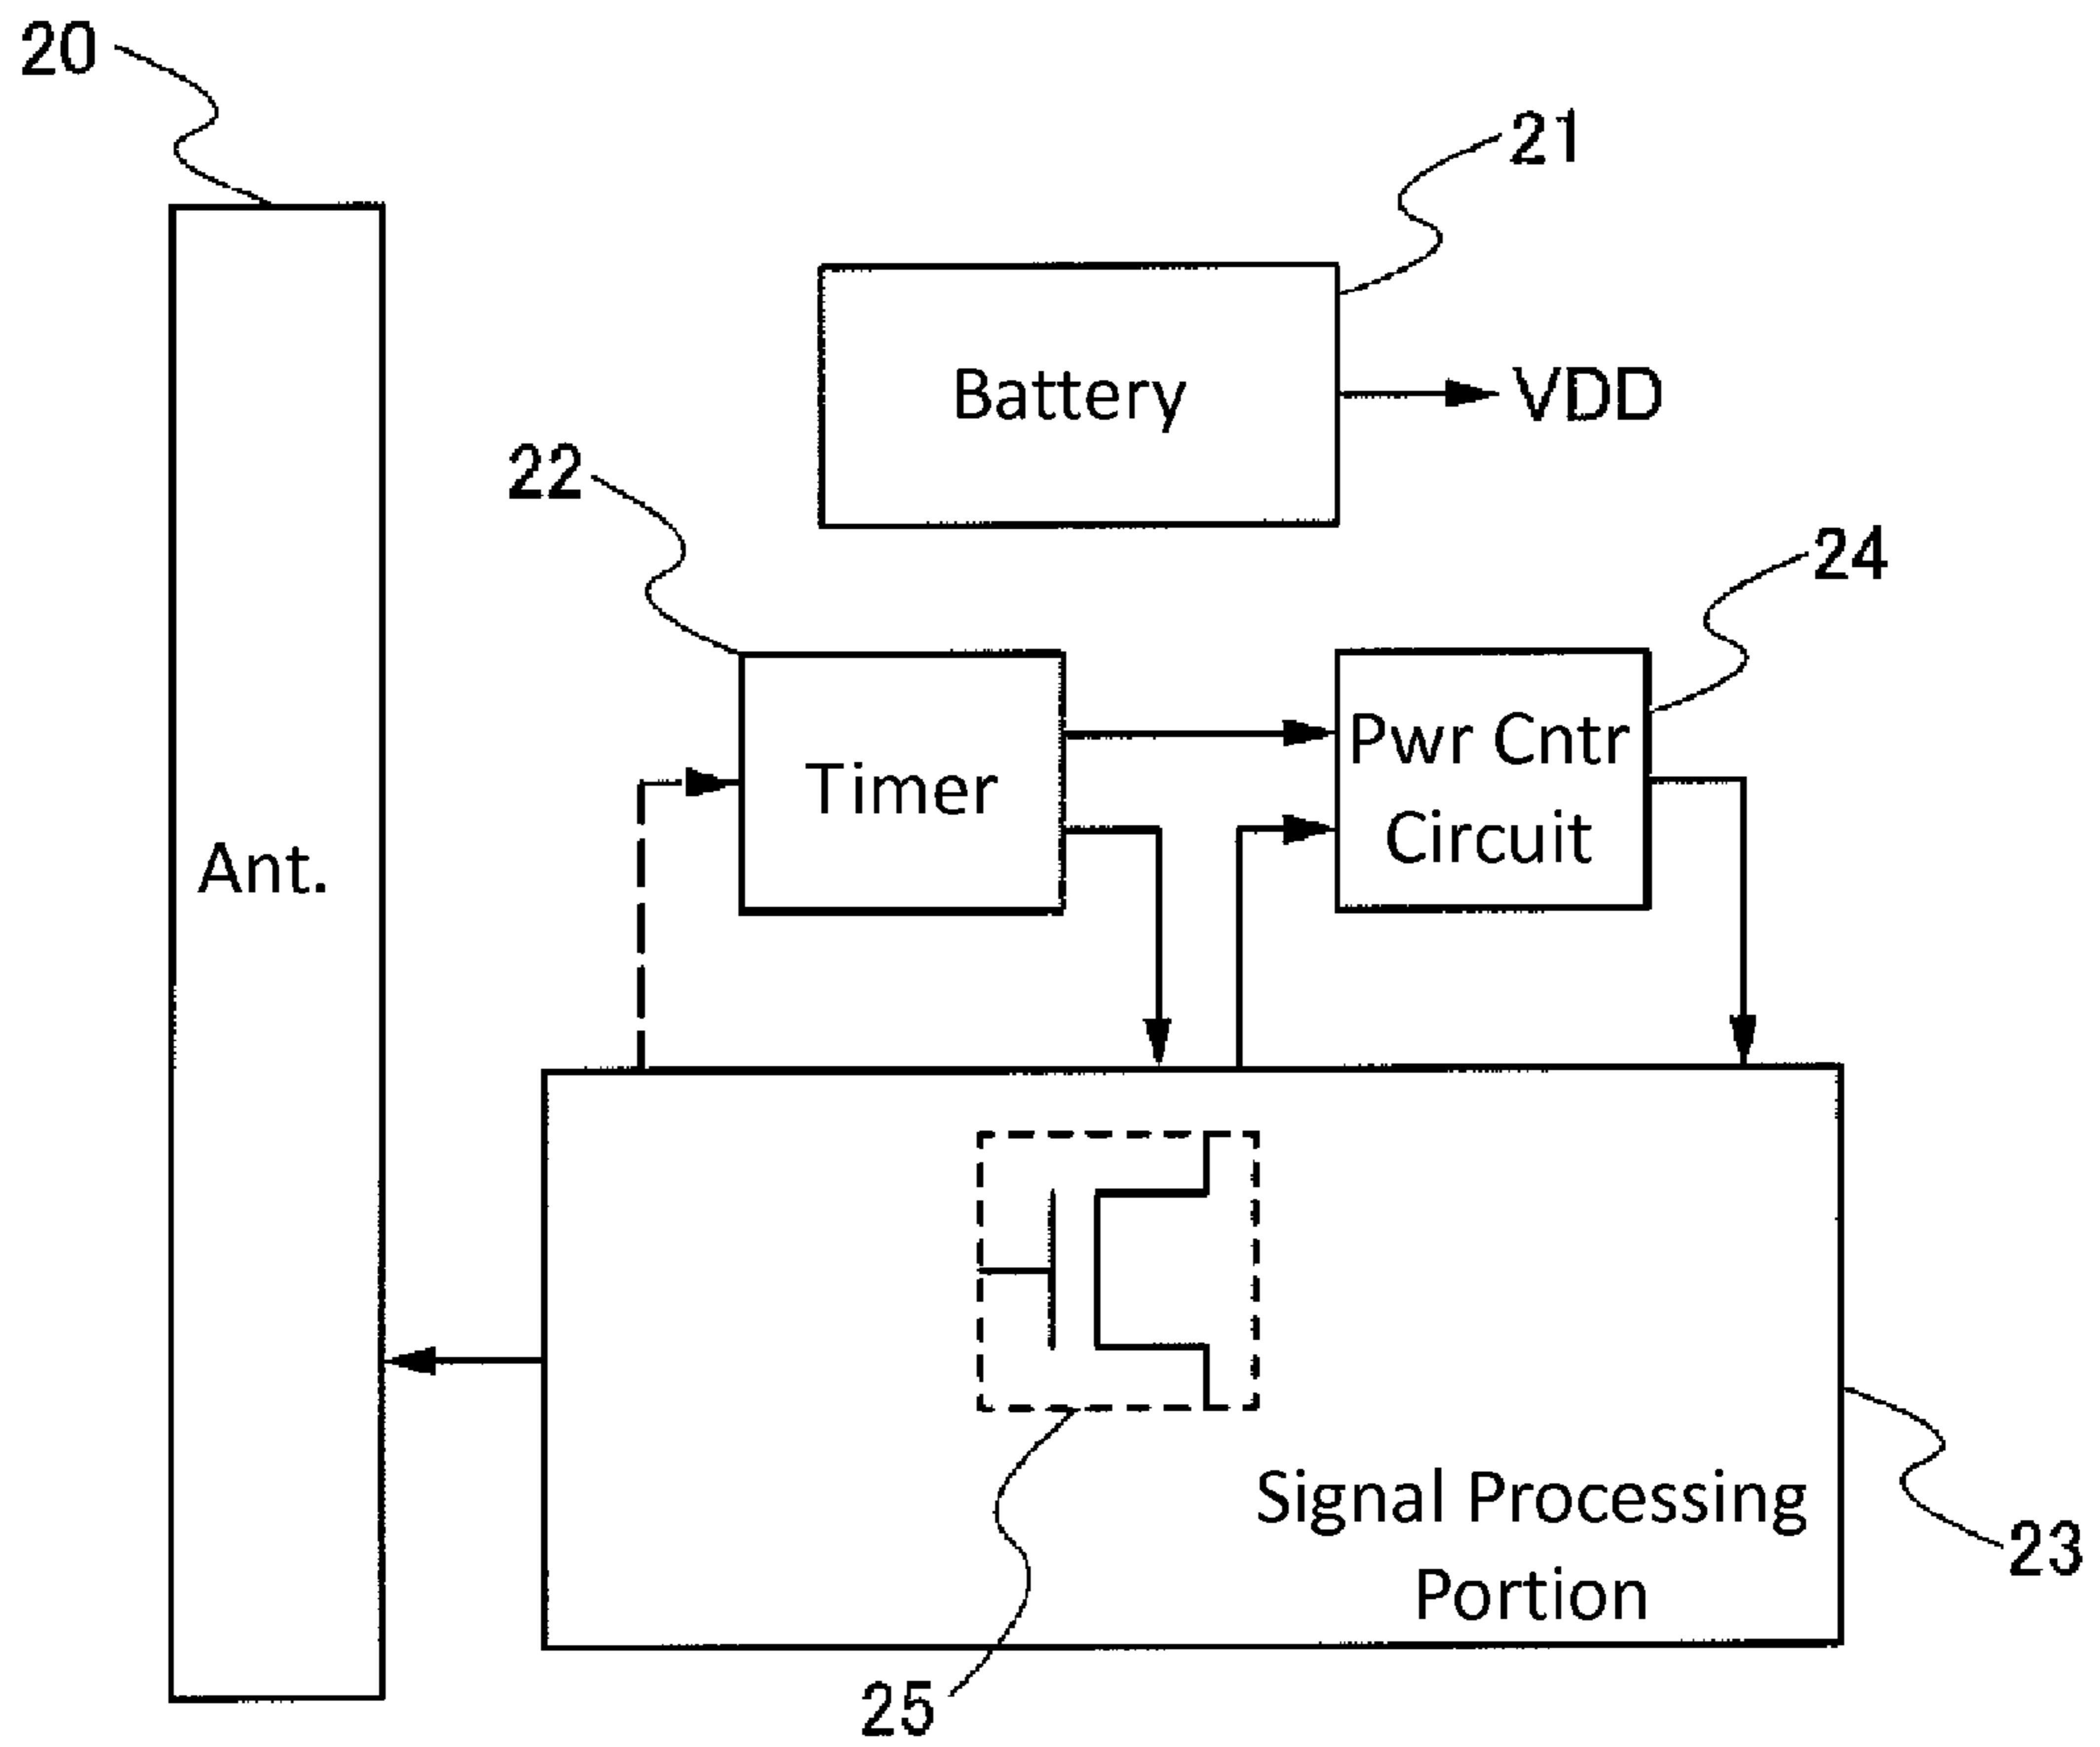 20
21
Battery
VDD
22
24
Timer
Pwr Cntr
Circuit
Ant.
Signal Processing
Portion
23
25